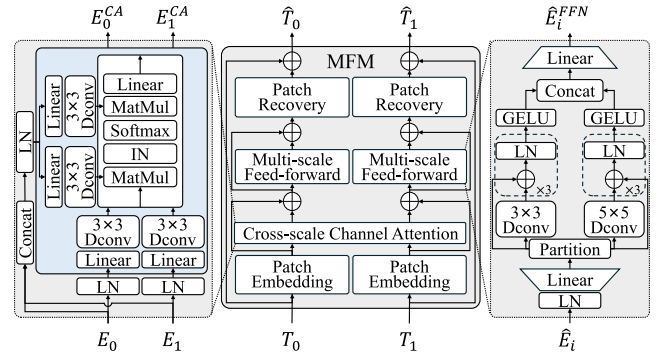 E_0^{CA}
E_1^{CA}
LN
Concat
Linear
3×3
Dconv
Linear
3×3
Dconv
Linear
MatMul
Softmax
IN
MatMul
3×3
Dconv
3×3
Dconv
Linear
Linear
LN
LN
E_0
E_1
T̂_0
T̂_1
MFM
Patch
Recovery
Patch
Recovery
Multi-scale
Feed-forward
Multi-scale
Feed-forward
Cross-scale Channel Attention
Patch
Embedding
Patch
Embedding
T_0
T_1
Ê_i^{FFN}
Linear
Concat
GELU
GELU
LN
LN
×3
×3
3×3
Dconv
5×5
Dconv
Partition
Linear
LN
Ê_i